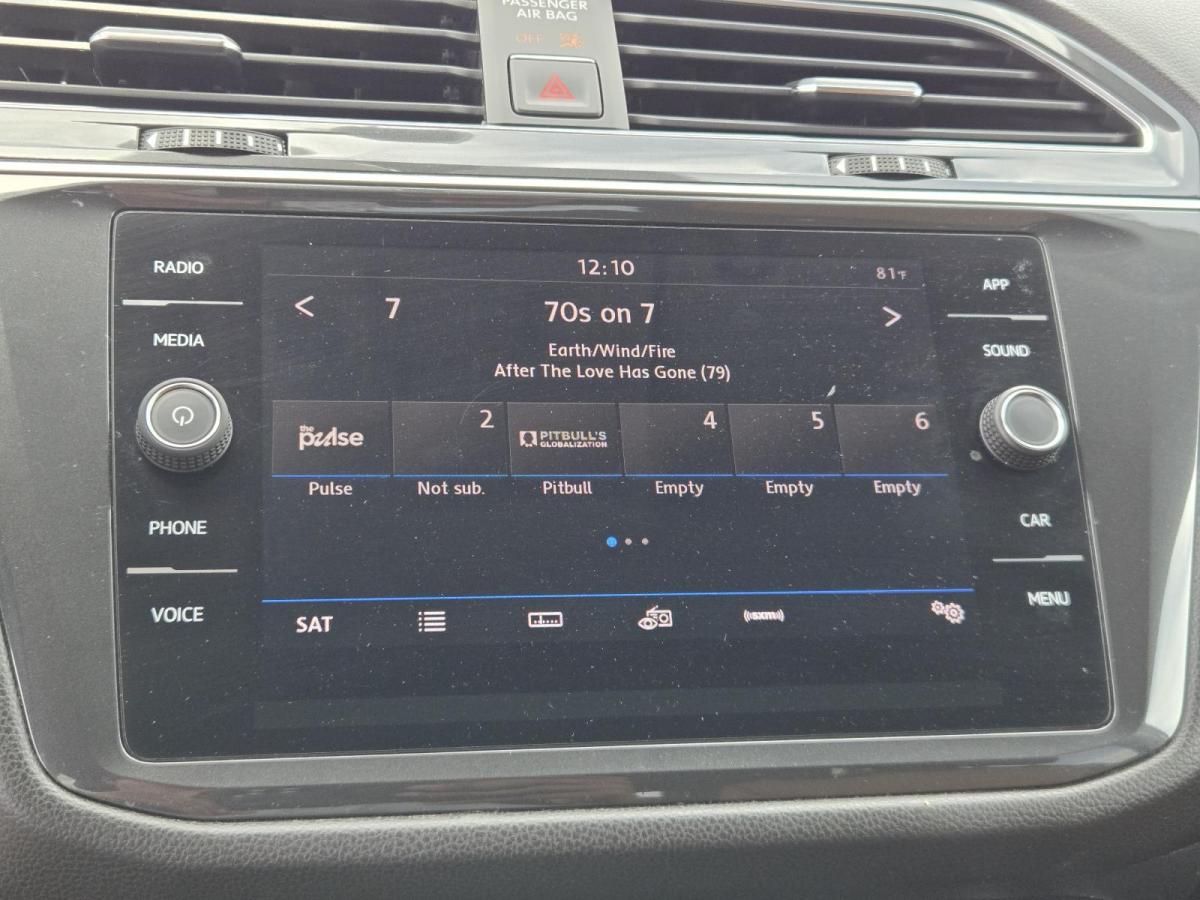 PASSENGER
AIR BAG
OFF
RADIO
MEDIA
PHONE
VOICE
12:10
81°F
< 7 70s on 7 >
Earth/Wind/Fire
After The Love Has Gone (79)
the pulse
2
PITBULL'S
GLOBALIZATION
4
5
6
Pulse
Not sub.
Pitbull
Empty
Empty
Empty
SAT
((sxm))
APP
SOUND
CAR
MENU